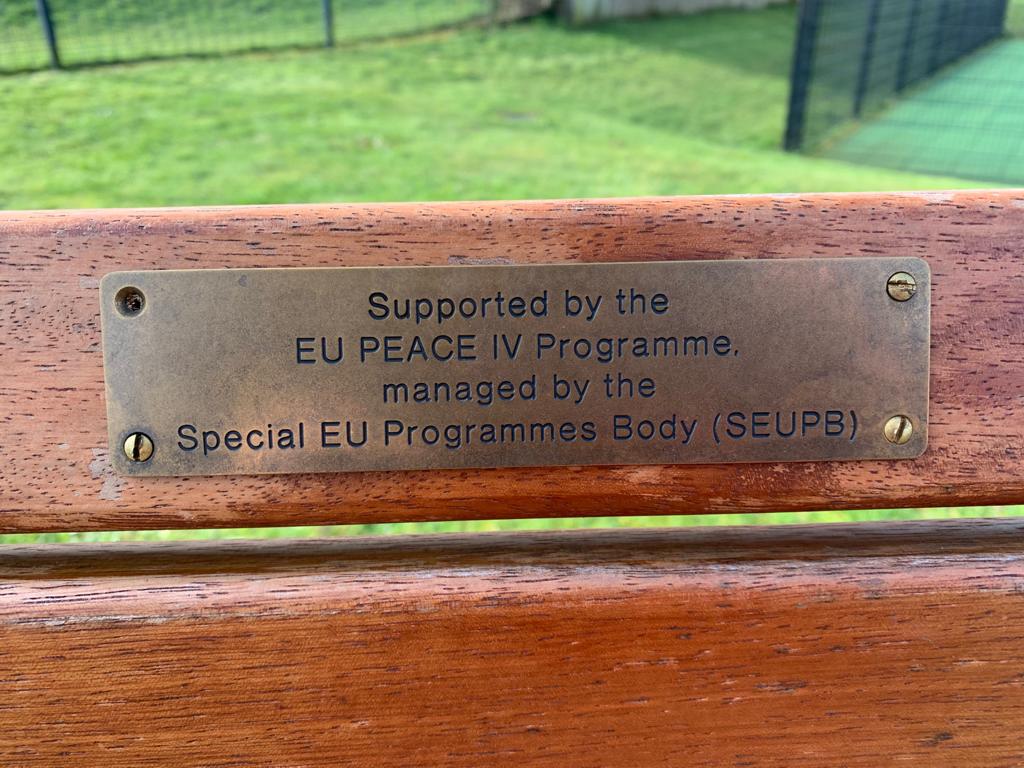 Supported by the
EU PEACE IV Programme,
managed by the
Special EU Programmes Body (SEUPB)